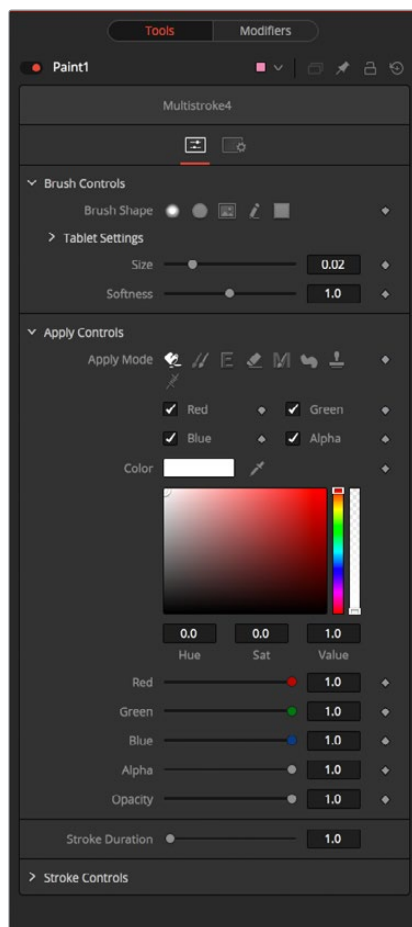 Tools Modifiers
Paint1
Multistroke4
Brush Controls
Brush Shape
Tablet Settings
Size 0.02
Softness 1.0
Apply Controls
Apply Mode
Red Green
Blue Alpha
Color
0.0 0.0 1.0
Hue Sat Value
Red 1.0
Green 1.0
Blue 1.0
Alpha 1.0
Opacity 1.0
Stroke Duration 1.0
Stroke Controls